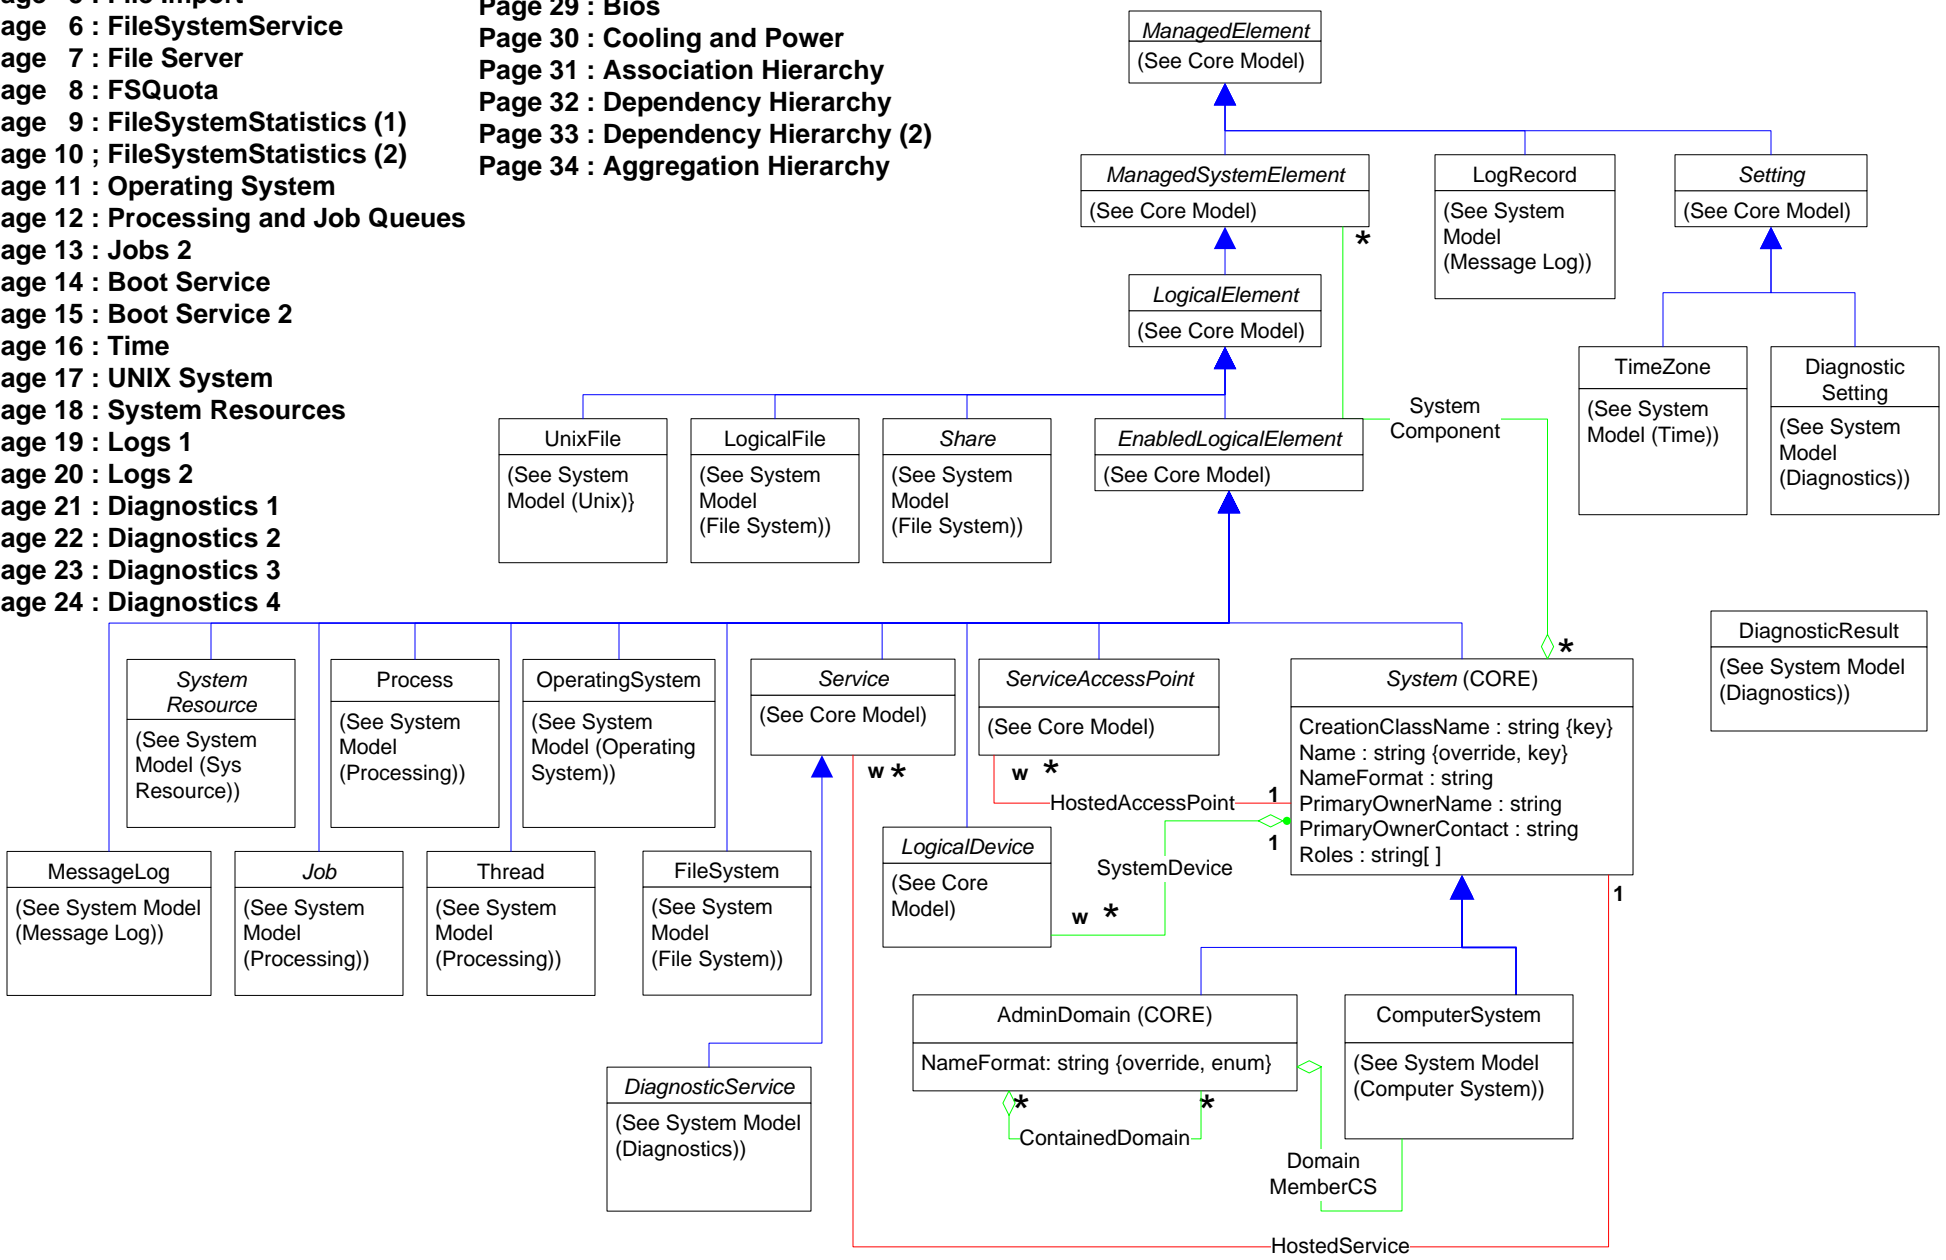 age 6 : FileSystemService
age 7 : File Server
age 8 : FSQuota
age 9 : FileSystemStatistics (1)
age 10 ; FileSystemStatistics (2)
age 11 : Operating System
age 12 : Processing and Job Queues
age 13 : Jobs 2
age 14 : Boot Service
age 15 : Boot Service 2
age 16 : Time
age 17 : UNIX System
age 18 : System Resources
age 19 : Logs 1
age 20 : Logs 2
age 21 : Diagnostics 1
age 22 : Diagnostics 2
age 23 : Diagnostics 3
age 24 : Diagnostics 4
Page 29 : Bios
Page 30 : Cooling and Power
Page 31 : Association Hierarchy
Page 32 : Dependency Hierarchy
Page 33 : Dependency Hierarchy (2)
Page 34 : Aggregation Hierarchy
ManagedElement
(See Core Model)
ManagedSystemElement
(See Core Model)
*
LogRecord
(See System
Model
(Message Log))
Setting
(See Core Model)
LogicalElement
(See Core Model)
TimeZone
(See System
Model (Time))
Diagnostic
Setting
(See System
Model
(Diagnostics))
UnixFile
(See System
Model (Unix)}
LogicalFile
(See System
Model
(File System))
Share
(See System
Model
(File System))
EnabledLogicalElement
(See Core Model)
System
Component
*
DiagnosticResult
(See System Model
(Diagnostics))
System
Resource
(See System
Model (Sys
Resource))
Process
(See System
Model
(Processing))
OperatingSystem
(See System
Model (Operating
System))
Service
(See Core Model)
w *
ServiceAccessPoint
(See Core Model)
w *
HostedAccessPoint
1
System (CORE)
CreationClassName : string {key}
Name : string {override, key}
NameFormat : string
PrimaryOwnerName : string
PrimaryOwnerContact : string
Roles : string[ ]
1
1
MessageLog
(See System Model
(Message Log))
Job
(See System
Model
(Processing))
Thread
(See System
Model
(Processing))
FileSystem
(See System
Model
(File System))
LogicalDevice
(See Core
Model)
SystemDevice
w *
AdminDomain (CORE)
NameFormat: string {override, enum}
*
*
ContainedDomain
ComputerSystem
(See System Model
(Computer System))
Domain
MemberCS
DiagnosticService
(See System Model
(Diagnostics))
HostedService